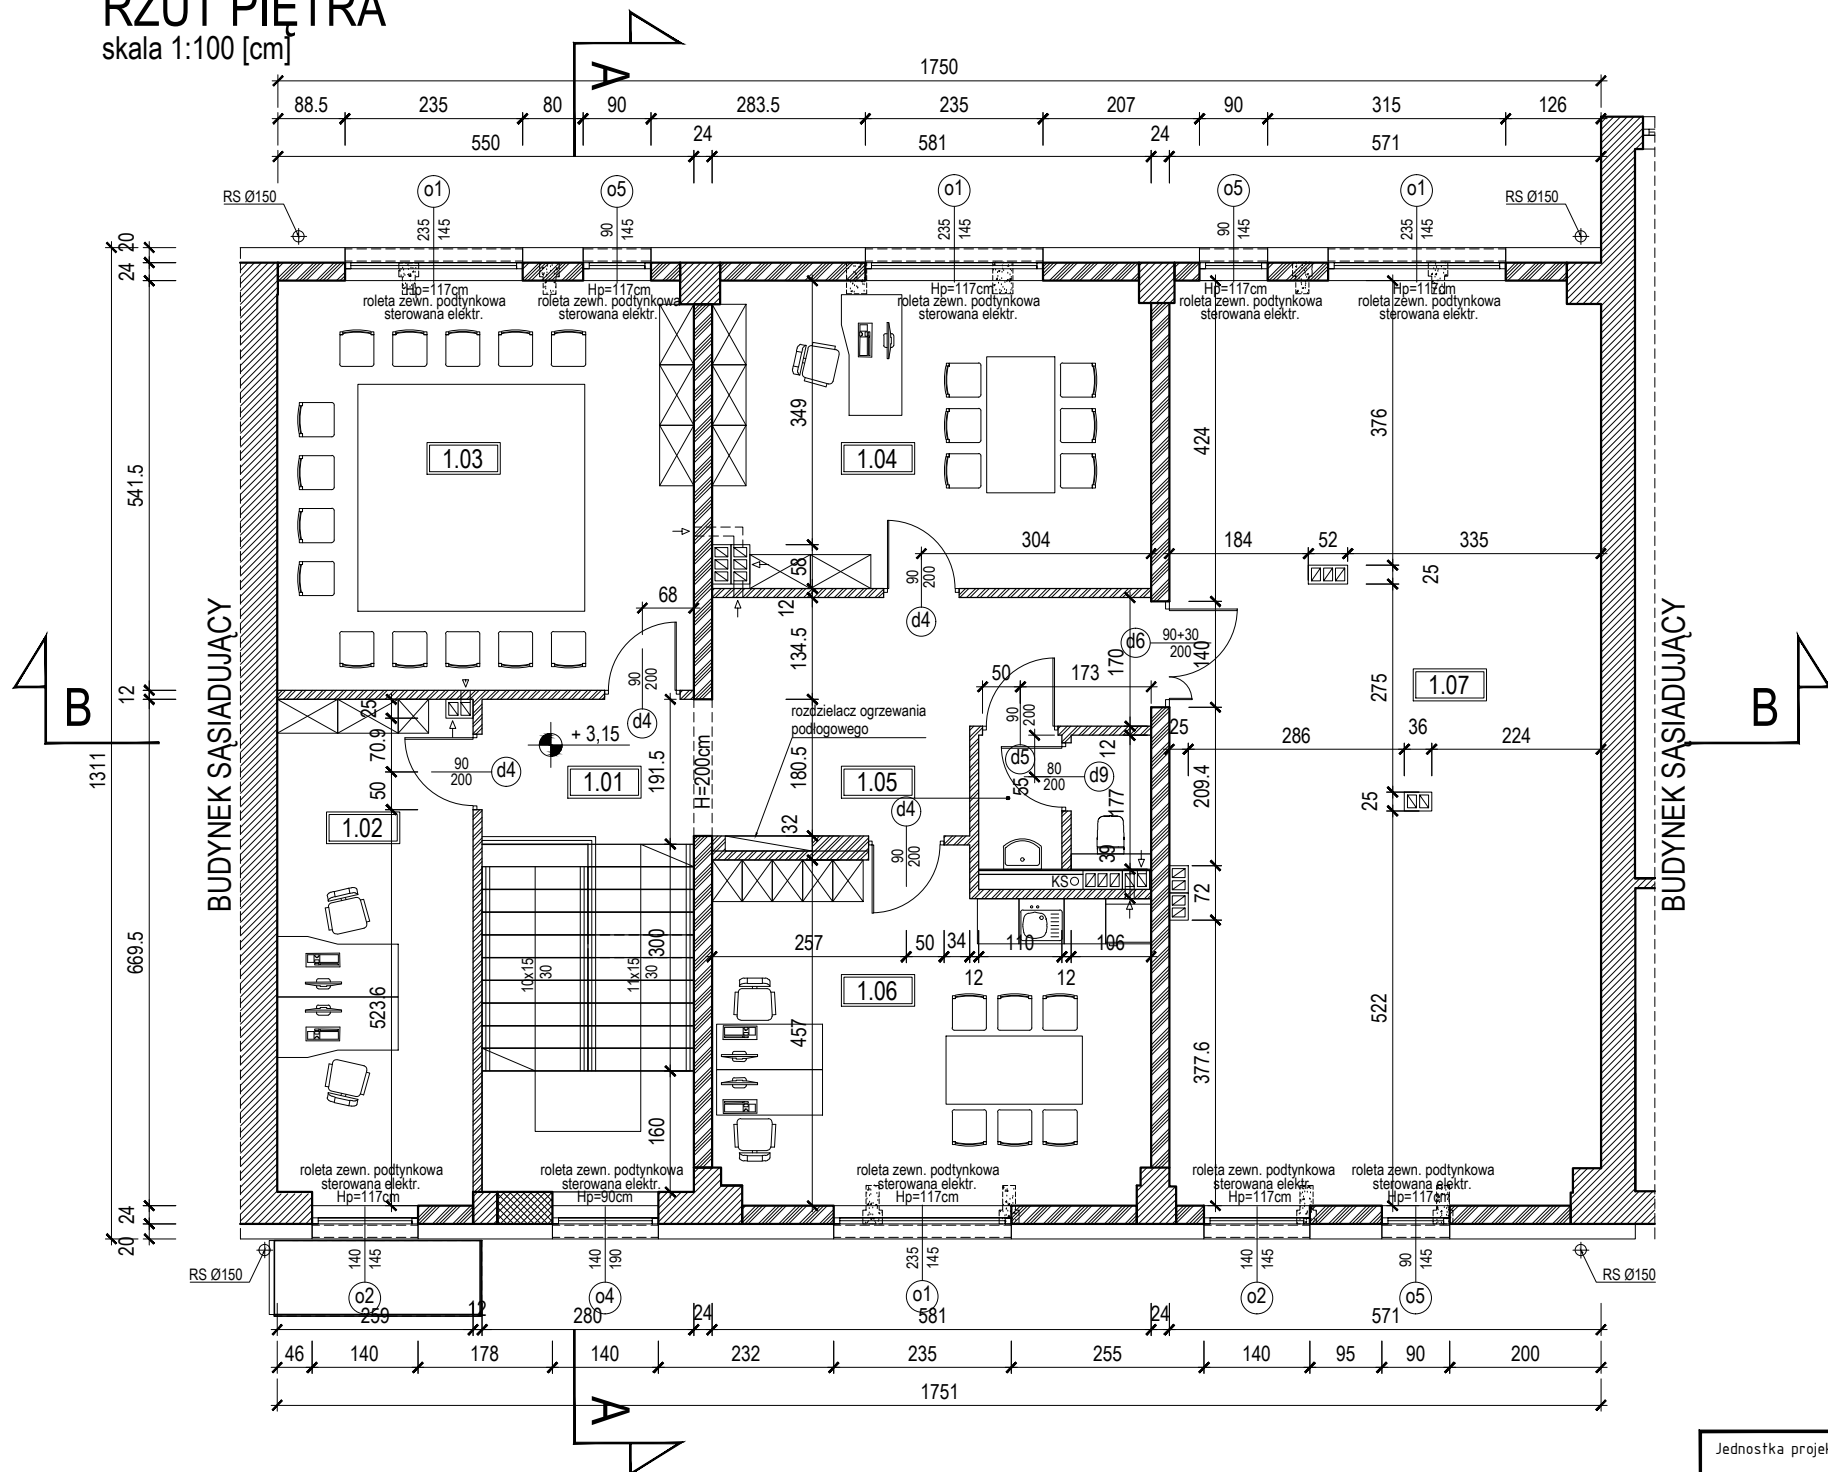 RZUT PIĘTRA
skala 1:100 [cm]
A
1750
88.5 235 80 90 283.5 235 207 90 315 126
550 24 581 24 571
RS Ø150 o1 o5 o1 o5 o1 RS Ø150
235 145 90 145 235 145 90 145 235 145
20
24
Hp=117cm
roleta zewn. podtynkowa
sterowana elektr.
Hp=117cm
roleta zewn. podtynkowa
sterowana elektr.
Hp=117cm
roleta zewn. podtynkowa
sterowana elektr.
Hp=117cm
roleta zewn. podtynkowa
sterowana elektr.
Hp=117cm
roleta zewn. podtynkowa
sterowana elektr.
349
424
376
541.5
1.03
1.04
304
184 52 335
58
25
90
200
68
12
d4
134.5
d6
90+30
200
170
140
BUDYNEK SĄSIADUJĄCY
BUDYNEK SĄSIADUJĄCY
B
B
12
1311
90
200
d4
50 173
275
1.07
25
70.9
50
rozdzielacz ogrzewania
podłogowego
90
200
+ 3,15
90
200
d4
1.01
191.5
H=200cm
180.5
1.05
d5
80
200
d9
12
55
177
25
286 36 224
209.4
25
1.02
32
d4
90
200
39
KS
72
669.5
300
257 50 34 110 106
12 12
10x15
30
11x15
30
1.06
523.6
457
522
377.6
160
roleta zewn. podtynkowa
sterowana elektr.
Hp=117cm
roleta zewn. podtynkowa
sterowana elektr.
Hp=90cm
roleta zewn. podtynkowa
sterowana elektr.
Hp=117cm
roleta zewn. podtynkowa
sterowana elektr.
Hp=117cm
roleta zewn. podtynkowa
sterowana elektr.
Hp=117cm
24
20
RS Ø150
140 145 140 190 235 145 140 145 90 145
RS Ø150
o2 o4 o1 o2 o5
259 12 280 24 581 24 571
46 140 178 140 232 235 255 140 95 90 200
1751
A
Jednostka projek